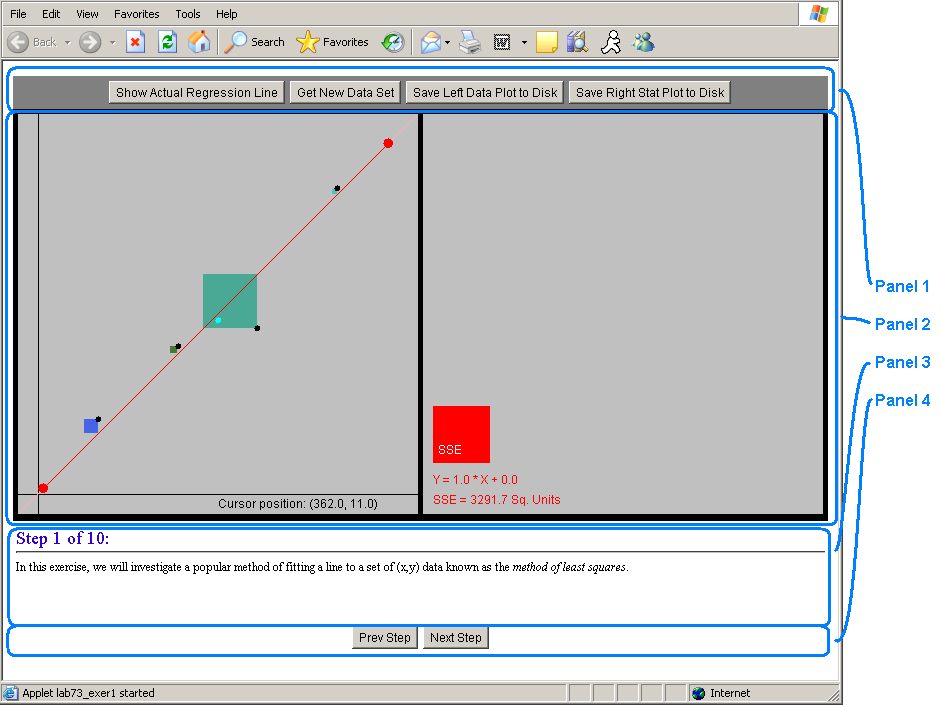 File Edit View Favorites Tools Help
Back Search Favorites
Show Actual Regression Line Get New Data Set Save Left Data Plot to Disk Save Right Stat Plot to Disk
Panel 1
Panel 2
Panel 3
Panel 4
SSE
Y = 1.0 * X + 0.0
SSE = 3291.7 Sq. Units
Cursor position: (362.0, 11.0)
Step 1 of 10:
In this exercise, we will investigate a popular method of fitting a line to a set of (x,y) data known as the method of least squares.
Prev Step Next Step
Applet lab73_exer1 started Internet